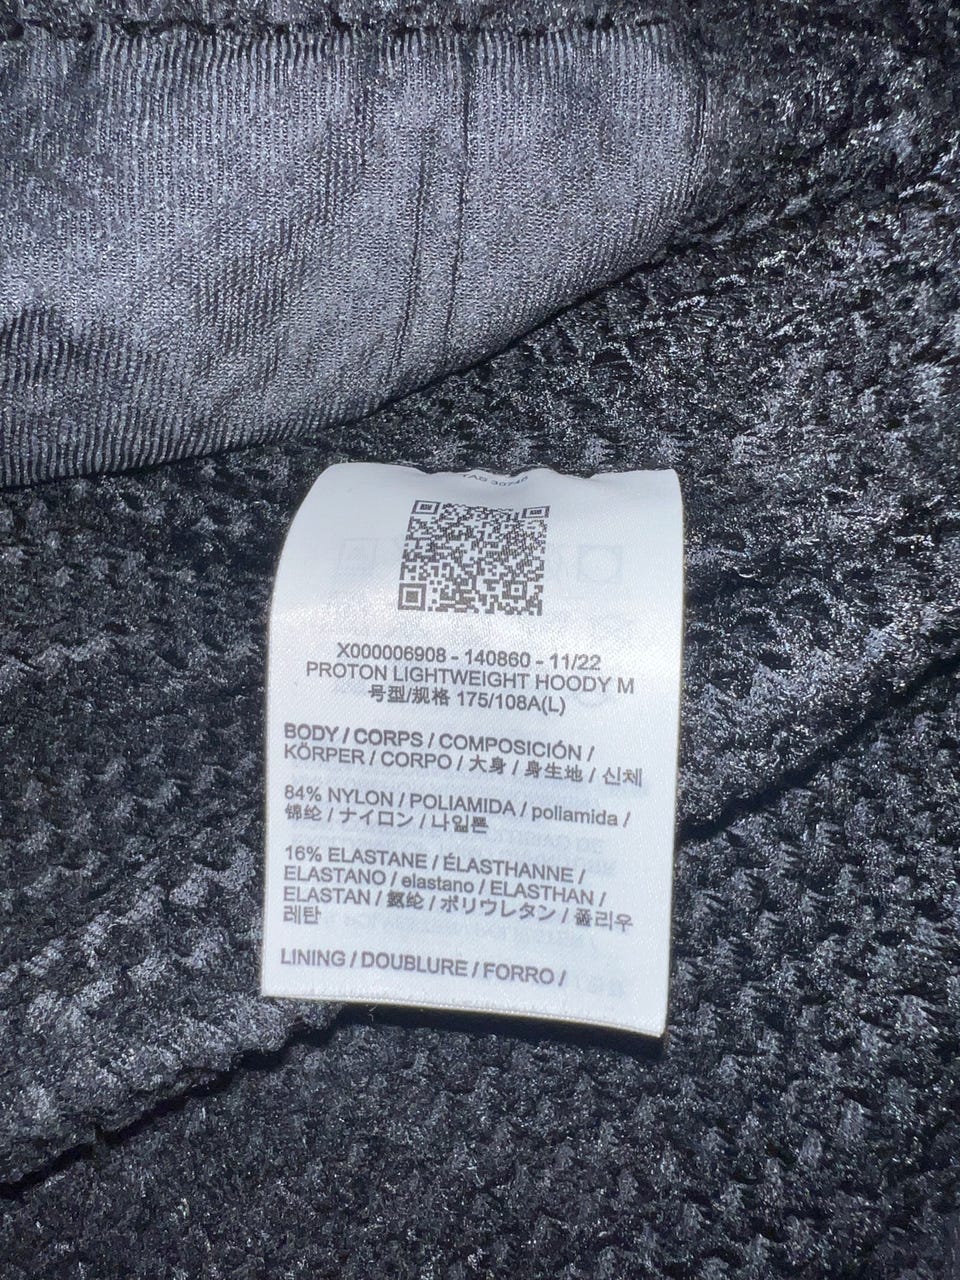 X000006908 - 140860 - 11/22
PROTON LIGHTWEIGHT HOODY M
号型/规格 175/108A(L)
BODY / CORPS / COMPOSICIÓN /
KÖRPER / CORPO / 大身 / 身生地 / 신체
84% NYLON / POLIAMIDA / poliamida /
锦纶 / ナイロン / 나일론
16% ELASTANE / ÉLASTHANNE /
ELASTANO / elastano / ELASTHAN /
ELASTAN / 氨纶 / ポリウレタン / 폴리우
레탄
LINING / DOUBLURE / FORRO /